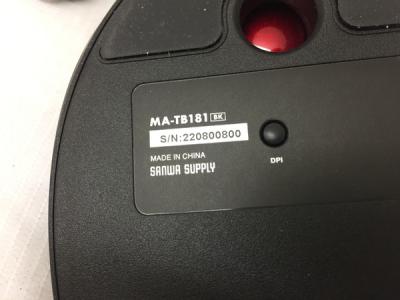 MA-TB181 BK
S/N:220800800
MADE IN CHINA
SANWA SUPPLY
DPI